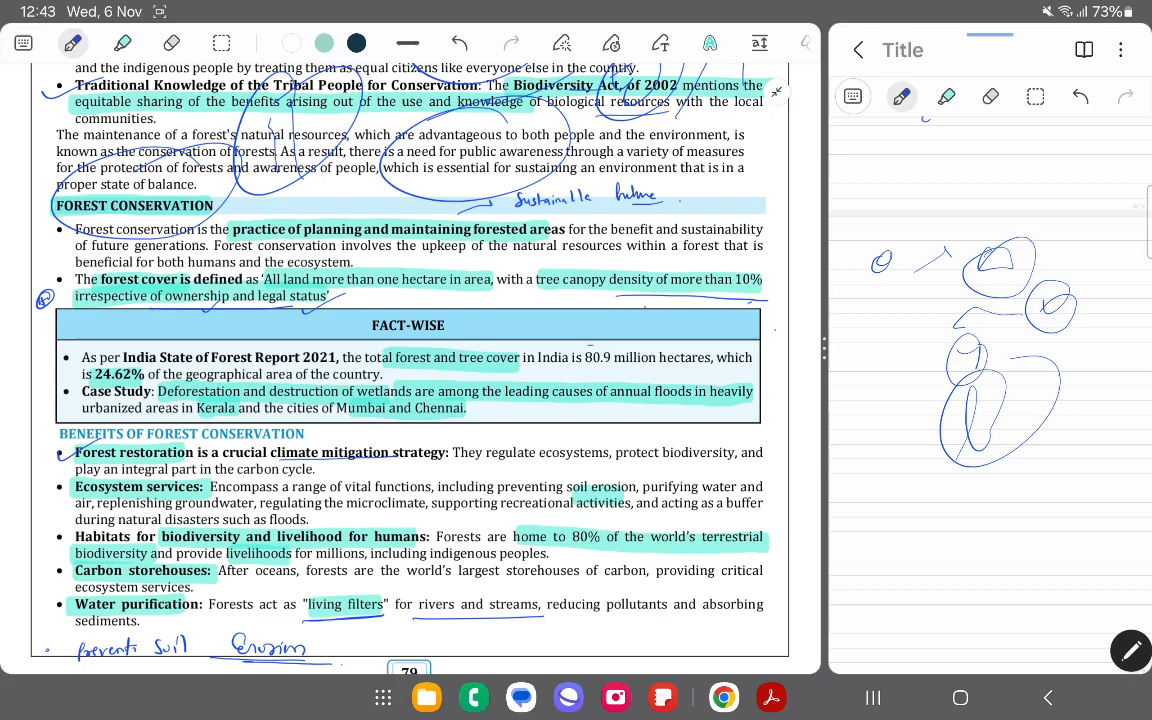 12:43 Wed, 6 Nov
73%
Title
and the indigenous people by treating them as equal citizens like everyone else in the country.
• Traditional Knowledge of the Tribal People for Conservation: The Biodiversity Act, of 2002 mentions the
equitable sharing of the benefits arising out of the use and knowledge of biological resources with the local
communities.
The maintenance of a forest's natural resources, which are advantageous to both people and the environment, is
known as the conservation of forests. As a result, there is a need for public awareness through a variety of measures
for the protection of forests and awareness of people, which is essential for sustaining an environment that is in a
proper state of balance.
Sustainable future
FOREST CONSERVATION
• Forest conservation is the practice of planning and maintaining forested areas for the benefit and sustainability
of future generations. Forest conservation involves the upkeep of the natural resources within a forest that is
beneficial for both humans and the ecosystem.
• The forest cover is defined as 'All land more than one hectare in area, with a tree canopy density of more than 10%
irrespective of ownership and legal status'
FACT-WISE
• As per India State of Forest Report 2021, the total forest and tree cover in India is 80.9 million hectares, which
is 24.62% of the geographical area of the country.
• Case Study: Deforestation and destruction of wetlands are among the leading causes of annual floods in heavily
urbanized areas in Kerala and the cities of Mumbai and Chennai.
BENEFITS OF FOREST CONSERVATION
• Forest restoration is a crucial climate mitigation strategy: They regulate ecosystems, protect biodiversity, and
play an integral part in the carbon cycle.
• Ecosystem services: Encompass a range of vital functions, including preventing soil erosion, purifying water and
air, replenishing groundwater, regulating the microclimate, supporting recreational activities, and acting as a buffer
during natural disasters such as floods.
• Habitats for biodiversity and livelihood for humans: Forests are home to 80% of the world's terrestrial
biodiversity and provide livelihoods for millions, including indigenous peoples.
• Carbon storehouses: After oceans, forests are the world's largest storehouses of carbon, providing critical
ecosystem services.
• Water purification: Forests act as "living filters" for rivers and streams, reducing pollutants and absorbing
sediments.
• prevents soil Erosion
79